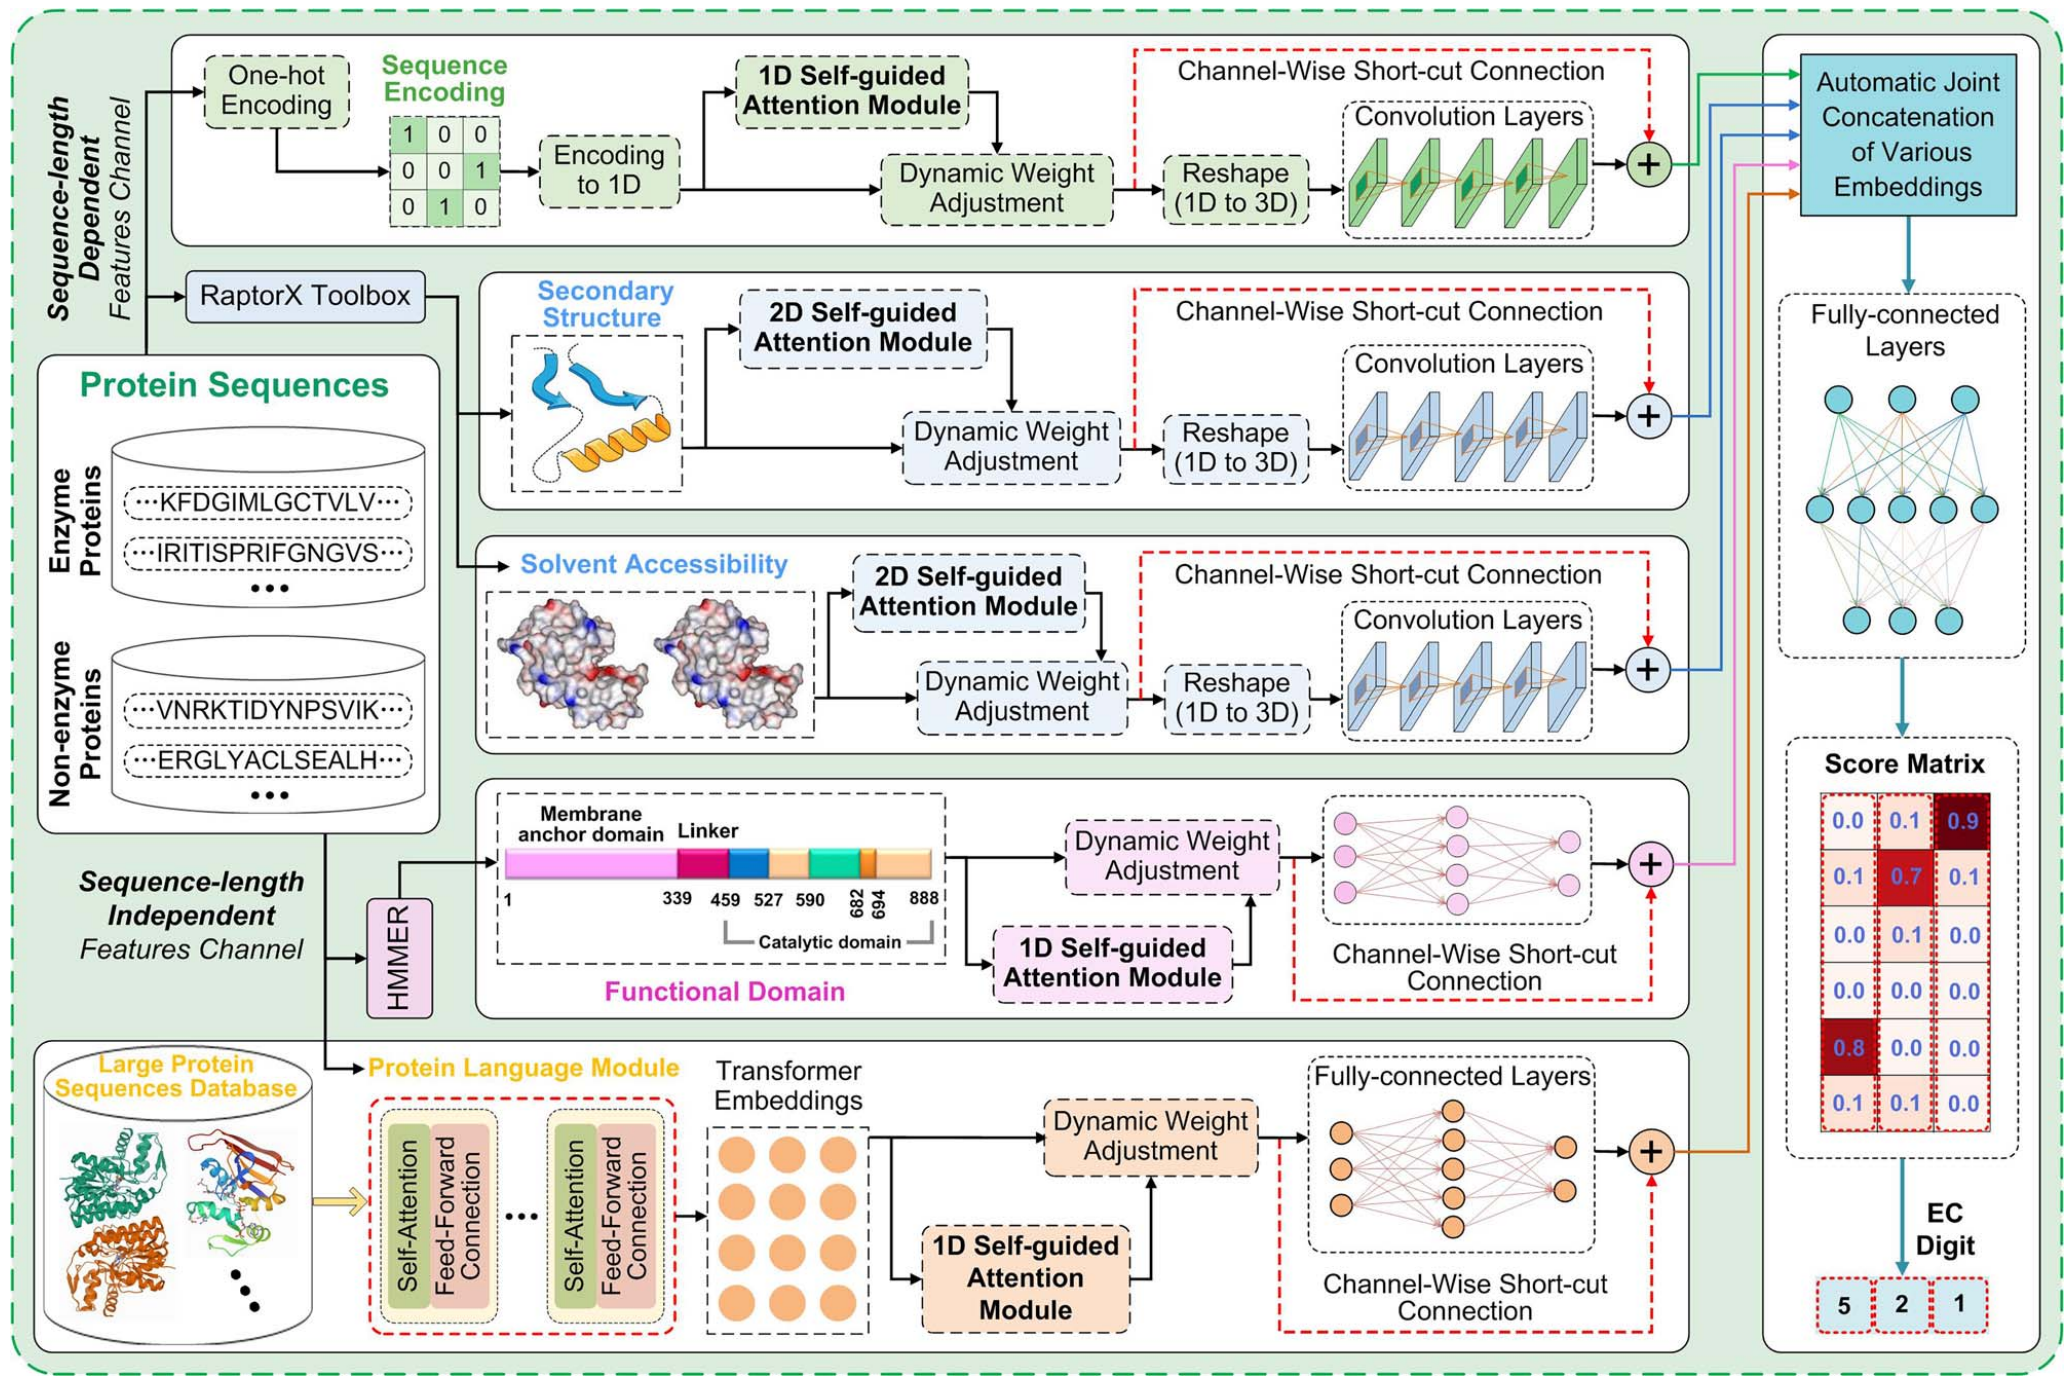 Sequence-length
Dependent
Features Channel
One-hot
Encoding
Sequence
Encoding
1 0 0
0 0 1
0 1 0
Encoding
to 1D
1D Self-guided
Attention Module
Dynamic Weight
Adjustment
Channel-Wise Short-cut Connection
Reshape
(1D to 3D)
Convolution Layers
+
RaptorX Toolbox
Secondary
Structure
2D Self-guided
Attention Module
Dynamic Weight
Adjustment
Channel-Wise Short-cut Connection
Reshape
(1D to 3D)
Convolution Layers
+
Protein Sequences
Enzyme
Proteins
···KFDGIMLGCTVLV···
···IRITISPRIFGNGVS···
•••
Non-enzyme
Proteins
···VNRKTIDYNPSVIK···
···ERGLYACLSEALH···
•••
Solvent Accessibility
2D Self-guided
Attention Module
Dynamic Weight
Adjustment
Channel-Wise Short-cut Connection
Reshape
(1D to 3D)
Convolution Layers
+
Sequence-length
Independent
Features Channel
HMMER
Membrane
anchor domain
Linker
1 339 459 527 590 682 694 888
Catalytic domain
Functional Domain
Dynamic Weight
Adjustment
1D Self-guided
Attention Module
Channel-Wise Short-cut
Connection
+
Large Protein
Sequences Database
Protein Language Module
Self-Attention
Feed-Forward
Connection
•••
Self-Attention
Feed-Forward
Connection
Transformer
Embeddings
Dynamic Weight
Adjustment
1D Self-guided
Attention
Module
Fully-connected Layers
Channel-Wise Short-cut
Connection
+
Automatic Joint
Concatenation
of Various
Embeddings
Fully-connected
Layers
Score Matrix
0.0 0.1 0.9
0.1 0.7 0.1
0.0 0.1 0.0
0.0 0.0 0.0
0.8 0.0 0.0
0.1 0.1 0.0
EC
Digit
5 2 1